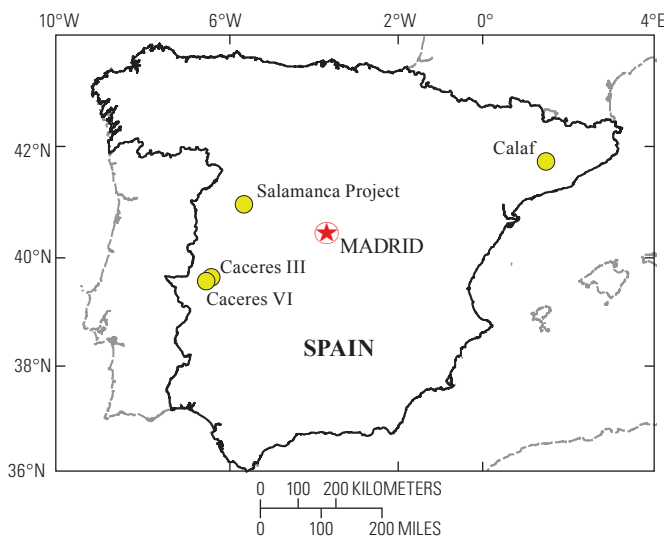 10°W 6°W 2°W 0° 4°E
42°N
Calaf
Salamanca Project
40°N
MADRID
Caceres III
Caceres VI
SPAIN
38°N
36°N
0 100 200 KILOMETERS
0 100 200 MILES